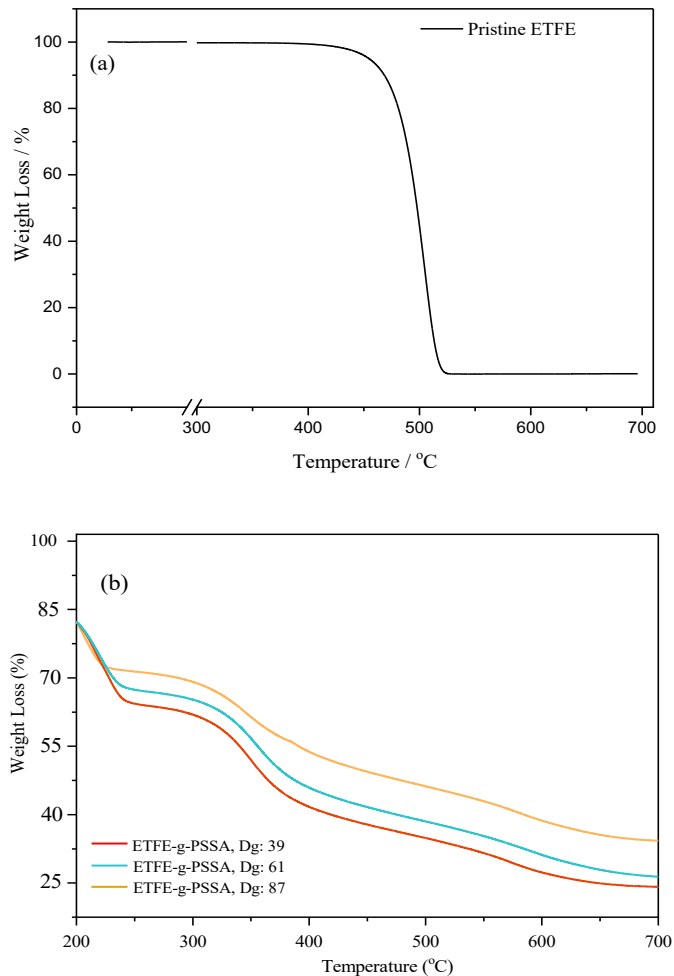 100
80
60
40
20
0
Weight Loss / %
(a)
Pristine ETFE
0
300
400
500
600
700
Temperature / °C
100
85
70
55
40
25
Weight Loss (%)
(b)
ETFE-g-PSSA, Dg: 39
ETFE-g-PSSA, Dg: 61
ETFE-g-PSSA, Dg: 87
200
300
400
500
600
700
Temperature (°C)